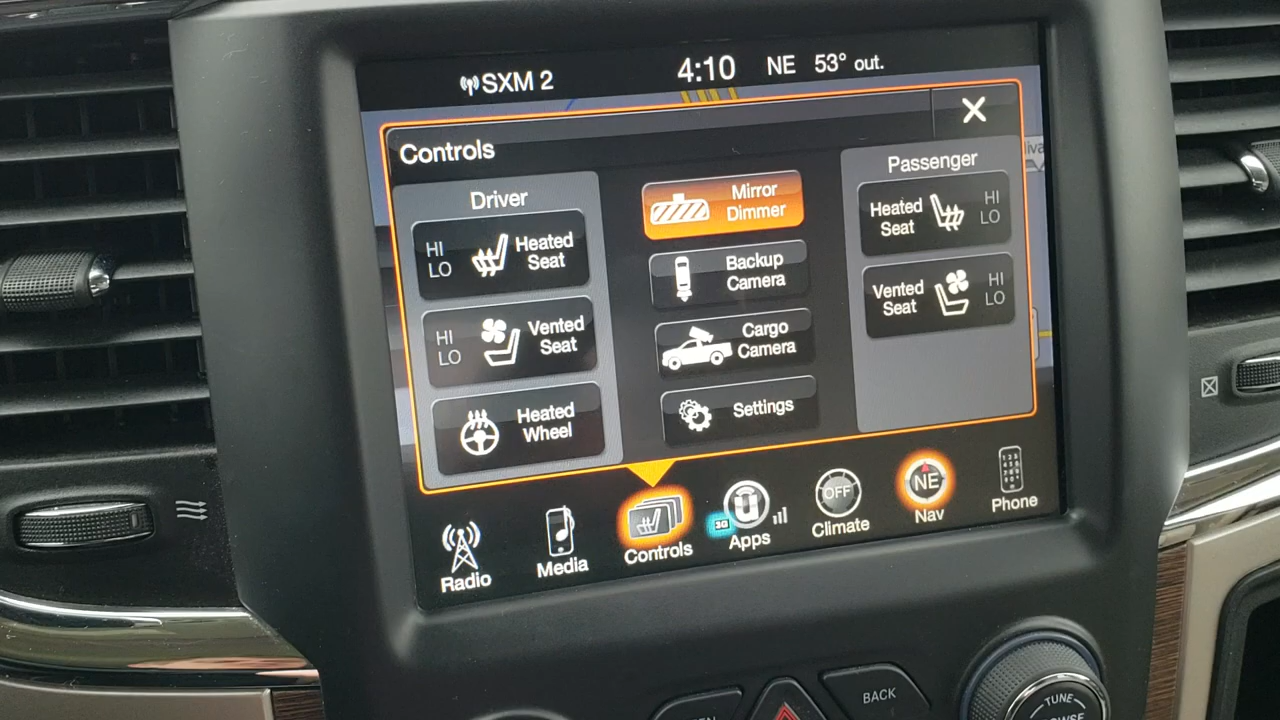 SXM 2
4:10
NE
53° out.
Controls
Driver
HI
LO
Heated
Seat
HI
LO
Vented
Seat
Heated
Wheel
Mirror
Dimmer
Backup
Camera
Cargo
Camera
Settings
Passenger
Heated
Seat
HI
LO
Vented
Seat
HI
LO
Radio
Media
Controls
3G
Apps
OFF
Climate
NE
Nav
Phone
BACK
TUNE